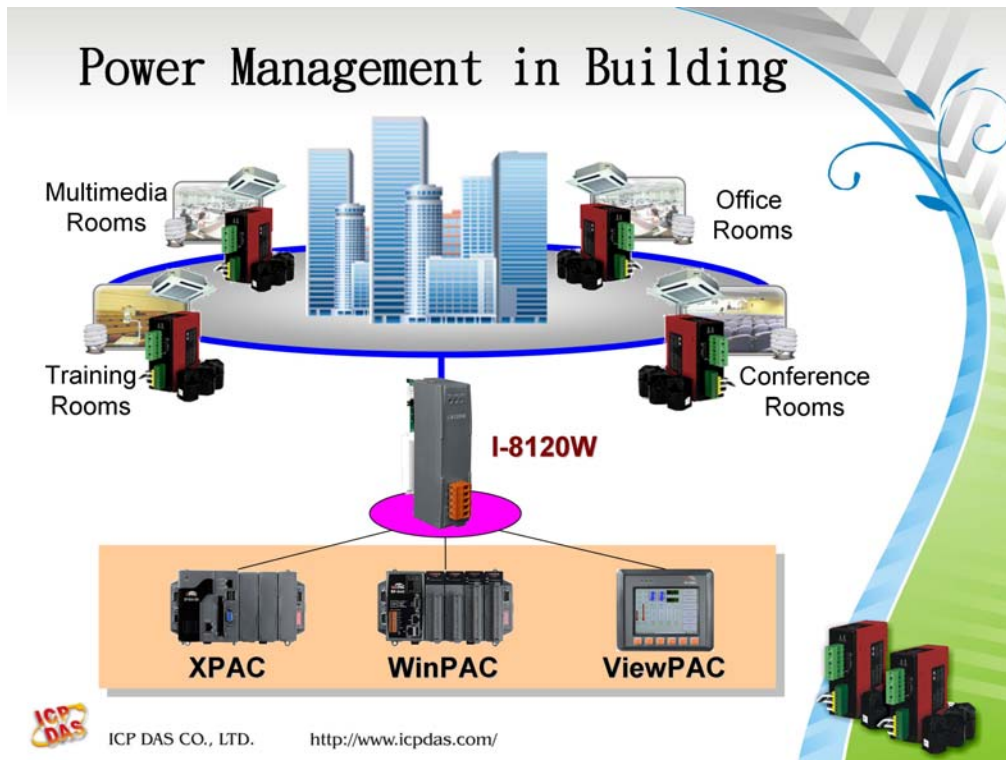 Power Management in Building
Multimedia
Rooms
Office
Rooms
Training
Rooms
Conference
Rooms
I-8120W
XPAC
WinPAC
ViewPAC
ICP
DAS
ICP DAS CO., LTD.
http://www.icpdas.com/